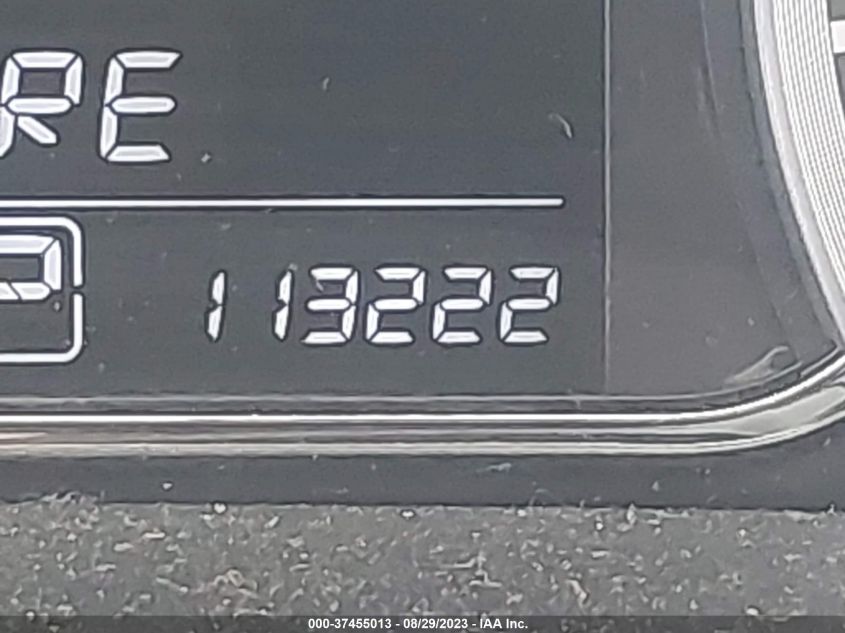 RE
P
113222
000-37455013 - 08/29/2023 - IAA Inc.